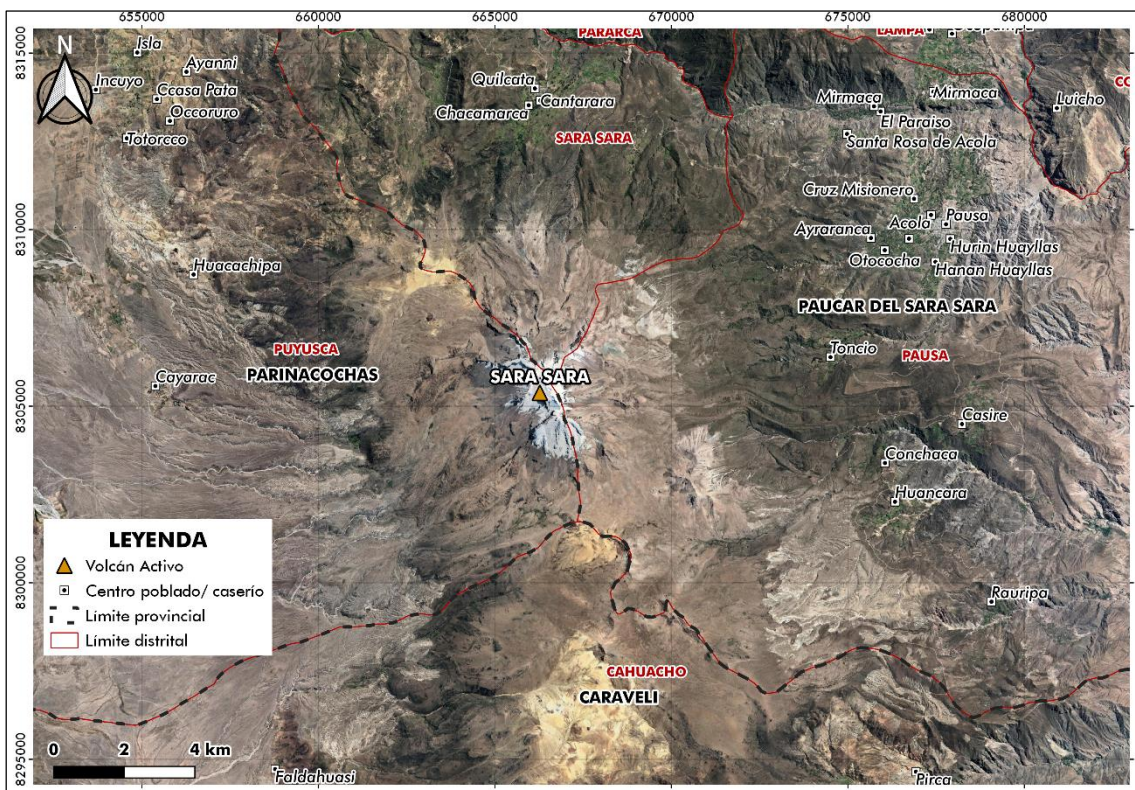 655000
660000
665000
670000
675000
680000
8315000
8310000
8305000
8300000
8295000
N
PARARCA
LAMPA
Isla
Ayanni
Incuyo
Ccasa Pata
Occoruro
Totorcco
Quilcata
Cantarara
Chacamarca
SARA SARA
Mirmaca
Mirmaca
El Paraiso
Santa Rosa de Acola
Luicho
Cruz Misionero
Acola
Pausa
Ayraranca
Hurin Huayllas
Otococha
Hanan Huayllas
Huacachipa
PAUCAR DEL SARA SARA
PUYUSCA
PARINACOCHAS
Toncio
PAUSA
SARA SARA
Cayarac
Casire
Conchaca
Huancara
Rauripa
CAHUACHO
CARAVELI
Faldahuasi
Pirca
LEYENDA
Volcán Activo
Centro poblado/ caserío
Límite provincial
Límite distrital
0 2 4 km